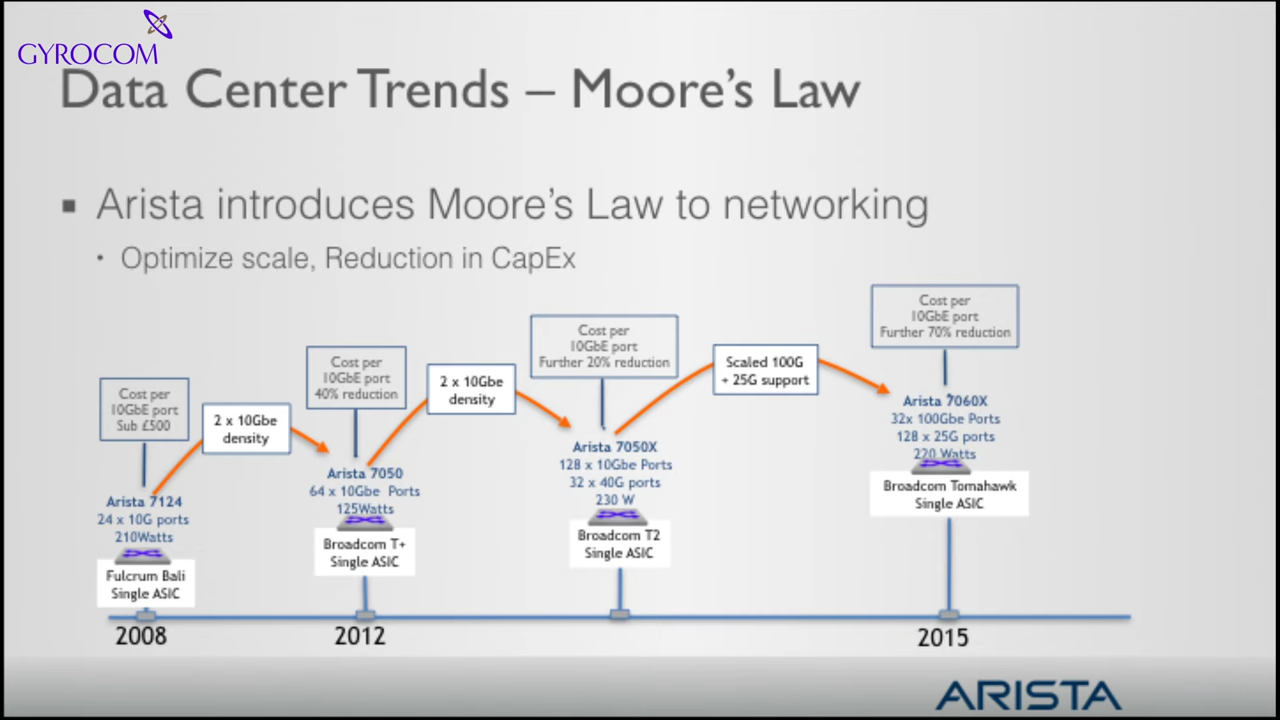 GYROCOM
Data Center Trends – Moore's Law
▪ Arista introduces Moore's Law to networking
• Optimize scale, Reduction in CapEx
Cost per
10GbE port
Sub £500
2 x 10Gbe
density
Arista 7124
24 x 10G ports
210Watts
Fulcrum Bali
Single ASIC
2008
Cost per
10GbE port
40% reduction
2 x 10Gbe
density
Arista 7050
64 x 10Gbe Ports
125Watts
Broadcom T+
Single ASIC
2012
Cost per
10GbE port
Further 20% reduction
Scaled 100G
+ 25G support
Arista 7050X
128 x 10Gbe Ports
32 x 40G ports
230 W
Broadcom T2
Single ASIC
Cost per
10GbE port
Further 70% reduction
Arista 7060X
32x 100Gbe Ports
128 x 25G ports
220 Watts
Broadcom Tomahawk
Single ASIC
2015
ARISTA